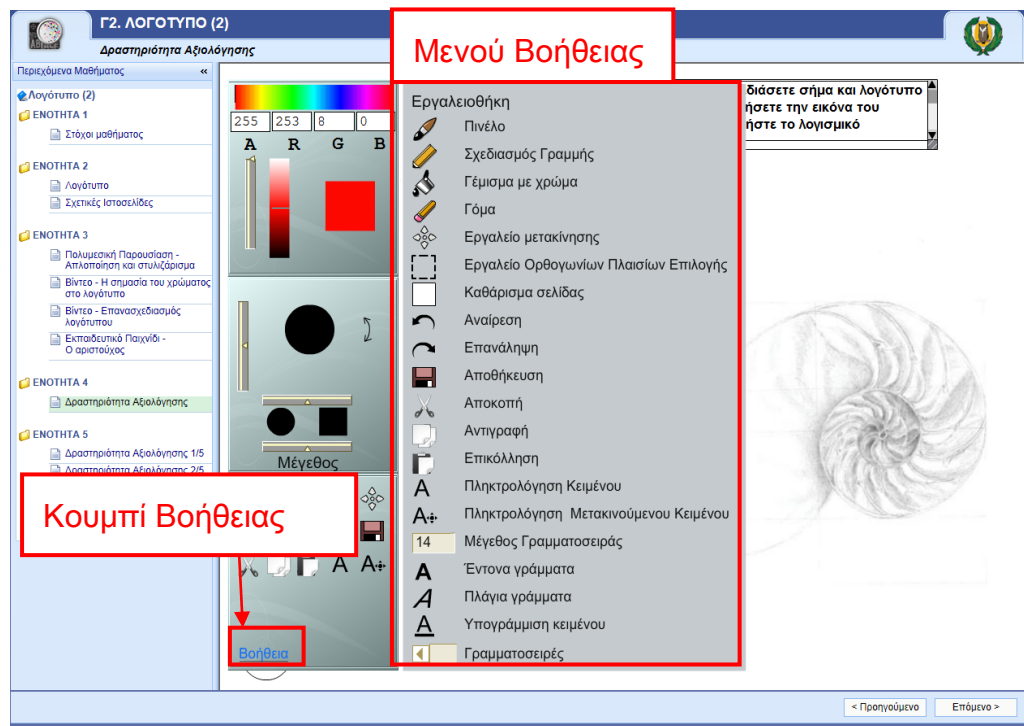 Γ2. ΛΟΓΟΤΥΠΟ (2)
Δραστηριότητα Αξιολόγησης
Μενού Βοήθειας
Περιεχόμενα Μαθήματος «
Λογότυπο (2)
ΕΝΟΤΗΤΑ 1
Στόχοι μαθήματος
ΕΝΟΤΗΤΑ 2
Λογότυπο
Σχετικές Ιστοσελίδες
ΕΝΟΤΗΤΑ 3
Πολυμεσική Παρουσίαση -
Απλοποίηση και στυλιζάρισμα
Βίντεο - Η σημασία του χρώματος
στο λογότυπο
Βίντεο - Επανασχεδιασμός
λογότυπου
Εκπαιδευτικό Παιχνίδι -
Ο αριστούχος
ΕΝΟΤΗΤΑ 4
Δραστηριότητα Αξιολόγησης
ΕΝΟΤΗΤΑ 5
Δραστηριότητα Αξιολόγησης 1/5
Δραστηριότητα Αξιολόγησης 2/5
Κουμπί Βοήθειας
255 253 8 0
A R G B
Μέγεθος
A A
Βοήθεια
Εργαλειοθήκη
Πινέλο
Σχεδιασμός Γραμμής
Γέμισμα με χρώμα
Γόμα
Εργαλείο μετακίνησης
Εργαλείο Ορθογωνίων Πλαισίων Επιλογής
Καθάρισμα σελίδας
Αναίρεση
Επανάληψη
Αποθήκευση
Αποκοπή
Αντιγραφή
Επικόλληση
A Πληκτρολόγηση Κειμένου
A Πληκτρολόγηση Μετακινούμενου Κειμένου
14 Μέγεθος Γραμματοσειράς
A Έντονα γράμματα
A Πλάγια γράμματα
A Υπογράμμιση κειμένου
Γραμματοσειρές
διάσετε σήμα και λογότυπο
ήσετε την εικόνα του
ήστε το λογισμικό
< Προηγούμενο Επόμενο >